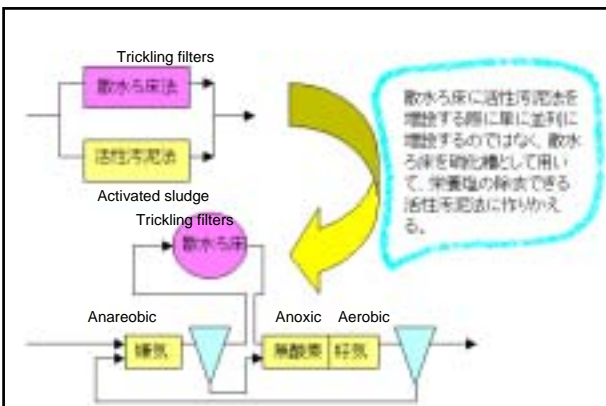 Trickling filters
散水ろ床法
活性汚泥法
Activated sludge
散水ろ床に活性汚泥法を
増設する際に単に並列に
増設するのではなく、散水
ろ床を硝化槽として用い
て、栄養塩の除去できる
活性汚泥法に作りかえ
る。
Trickling filters
散水ろ床
Anareobic
Anoxic Aerobic
嫌気
無酸素 好気